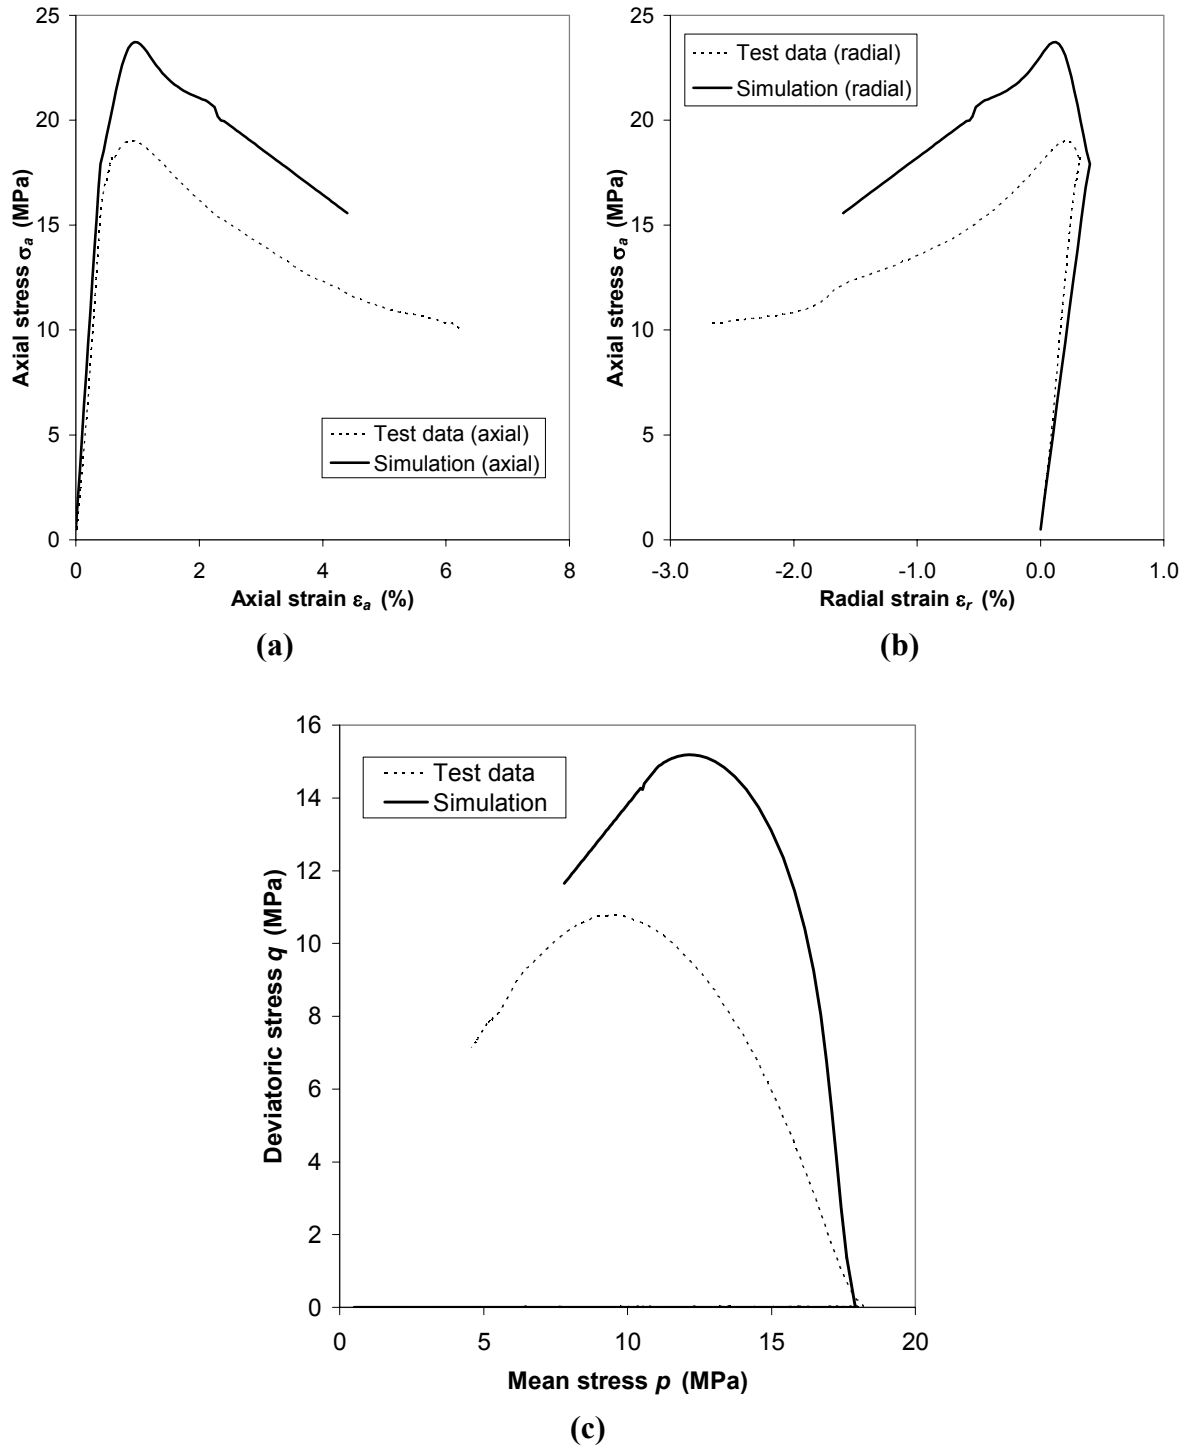 25
20
15
10
5
0
0 2 4 6 8
Axial stress σa (MPa)
Axial strain εa (%)
Test data (axial)
Simulation (axial)
(a)
25
20
15
10
5
0
-3.0 -2.0 -1.0 0.0 1.0
Axial stress σa (MPa)
Radial strain εr (%)
Test data (radial)
Simulation (radial)
(b)
16
14
12
10
8
6
4
2
0
0 5 10 15 20
Deviatoric stress q (MPa)
Mean stress p (MPa)
Test data
Simulation
(c)